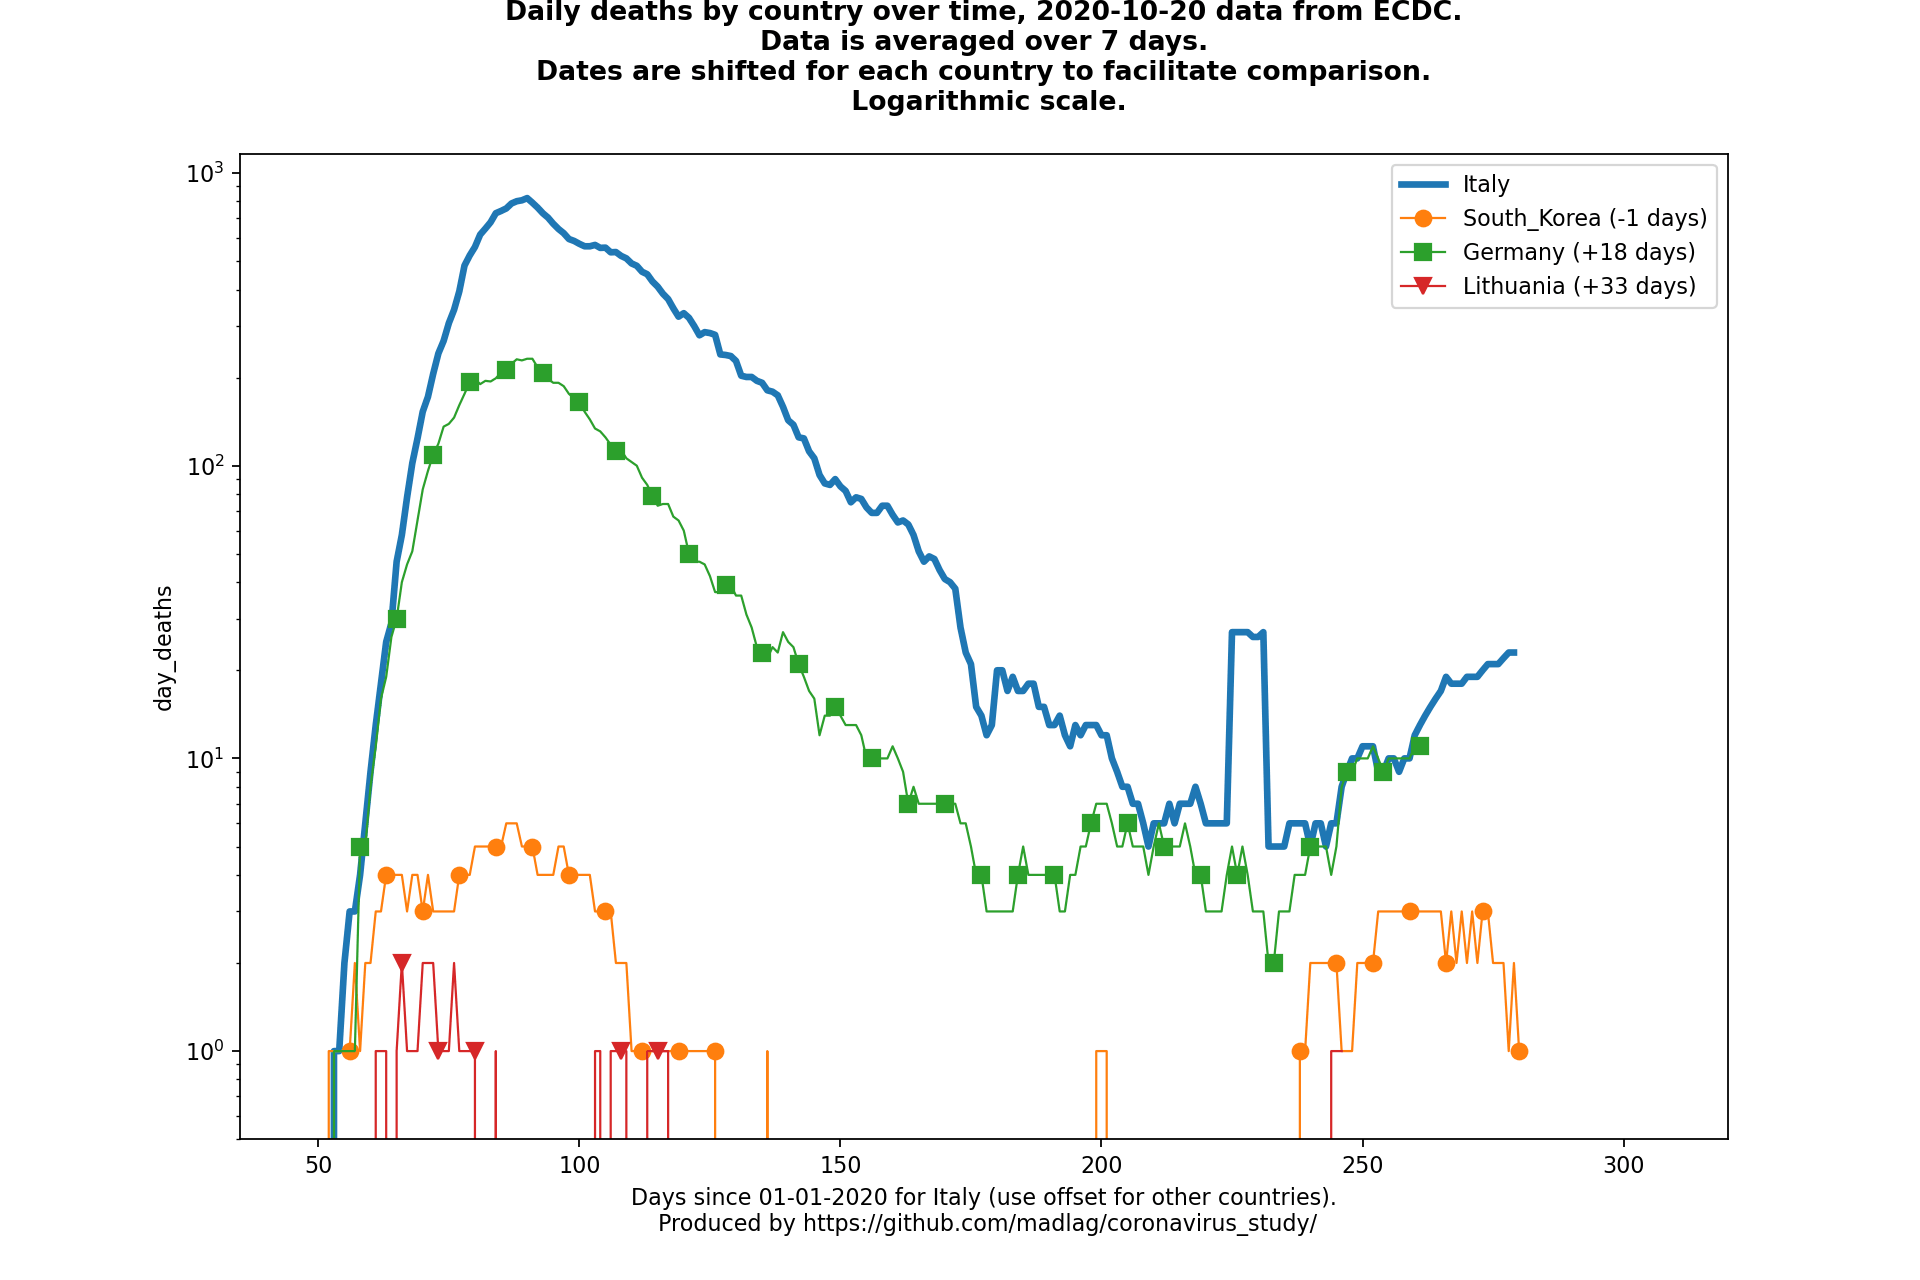 Daily deaths by country over time, 2020-10-20 data from ECDC.
Data is averaged over 7 days.
Dates are shifted for each country to facilitate comparison.
Logarithmic scale.
10³
10²
10¹
10⁰
day_deaths
Italy
South_Korea (-1 days)
Germany (+18 days)
Lithuania (+33 days)
50 100 150 200 250 300
Days since 01-01-2020 for Italy (use offset for other countries).
Produced by https://github.com/madlag/coronavirus_study/